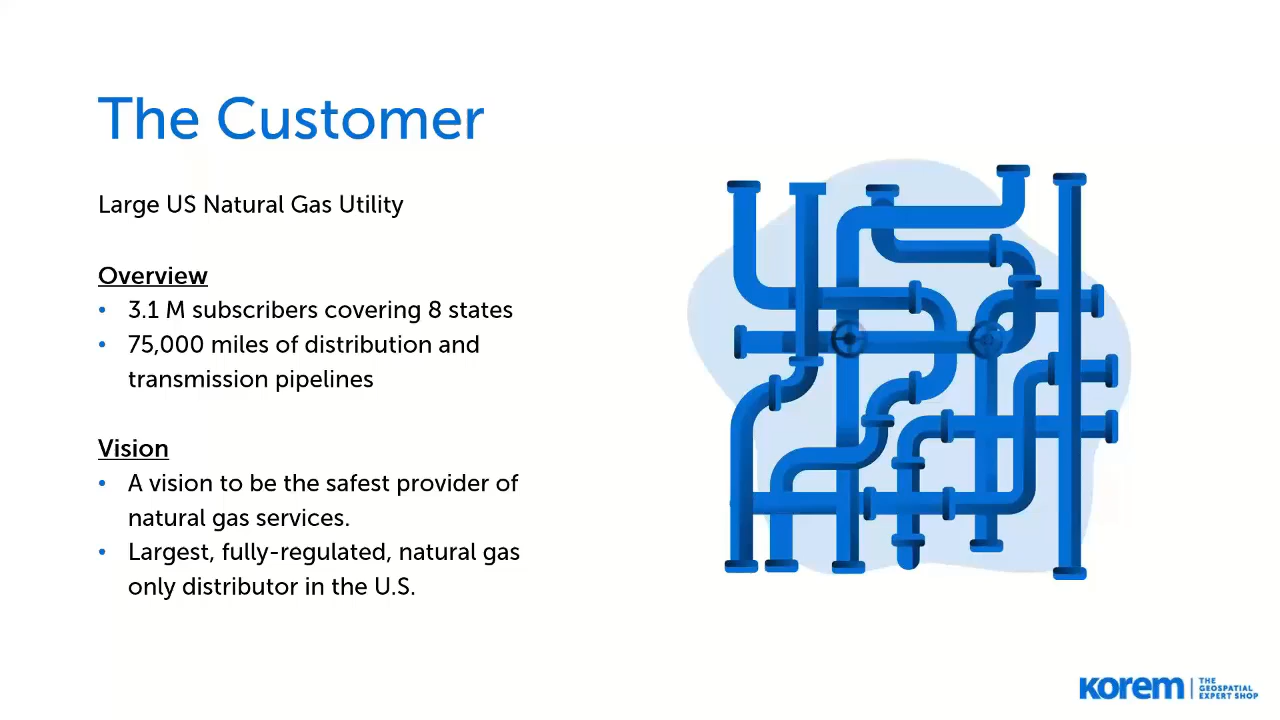 The Customer
Large US Natural Gas Utility
Overview
• 3.1 M subscribers covering 8 states
• 75,000 miles of distribution and
transmission pipelines
Vision
• A vision to be the safest provider of
natural gas services.
• Largest, fully-regulated, natural gas
only distributor in the U.S.
korem
THE
GEOSPATIAL
EXPERT SHOP